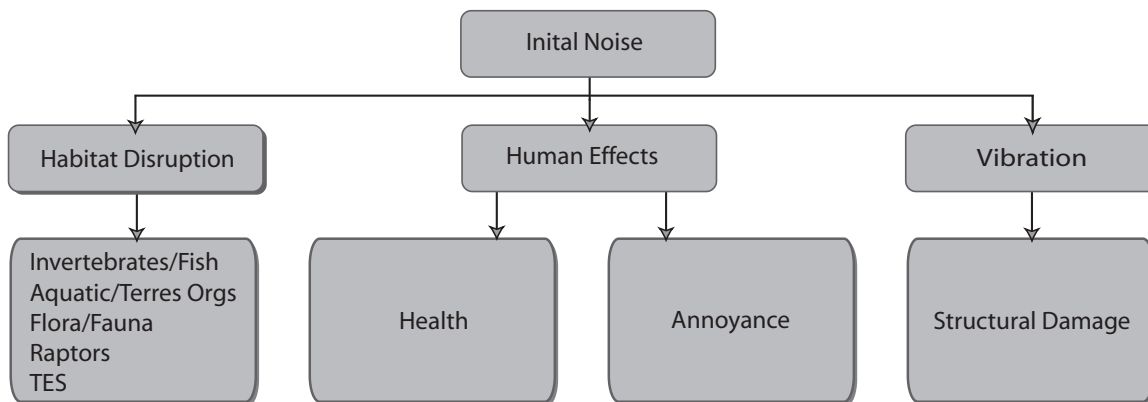 Inital Noise
Habitat Disruption
Human Effects
Vibration
Invertebrates/Fish
Aquatic/Terres Orgs
Flora/Fauna
Raptors
TES
Health
Annoyance
Structural Damage